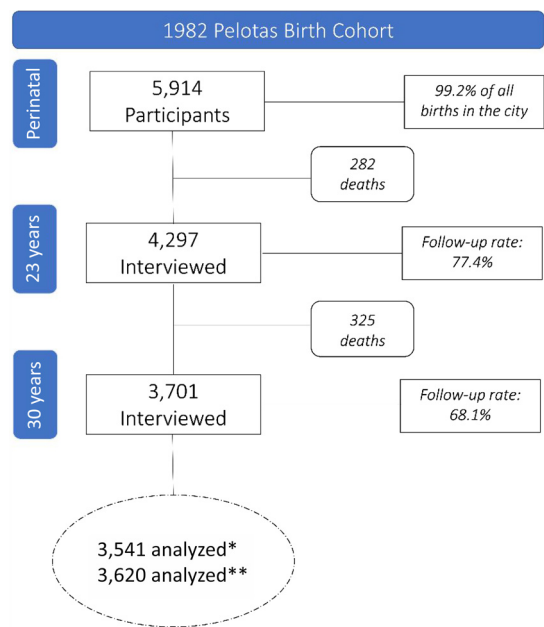 1982 Pelotas Birth Cohort
Perinatal
5,914
Participants
99.2% of all
births in the city
282
deaths
23 years
4,297
Interviewed
Follow-up rate:
77.4%
325
deaths
30 years
3,701
Interviewed
Follow-up rate:
68.1%
3,541 analyzed*
3,620 analyzed**